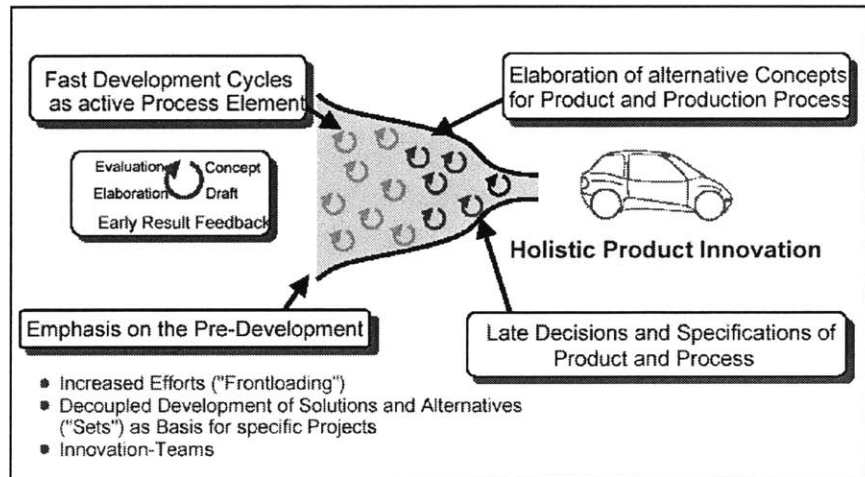 Fast Development Cycles
as active Process Element
Elaboration of alternative Concepts
for Product and Production Process
Evaluation Concept
Elaboration Draft
Early Result Feedback
Holistic Product Innovation
Emphasis on the Pre-Development
Late Decisions and Specifications of
Product and Process
• Increased Efforts ("Frontloading")
• Decoupled Development of Solutions and Alternatives
("Sets") as Basis for specific Projects
• Innovation-Teams